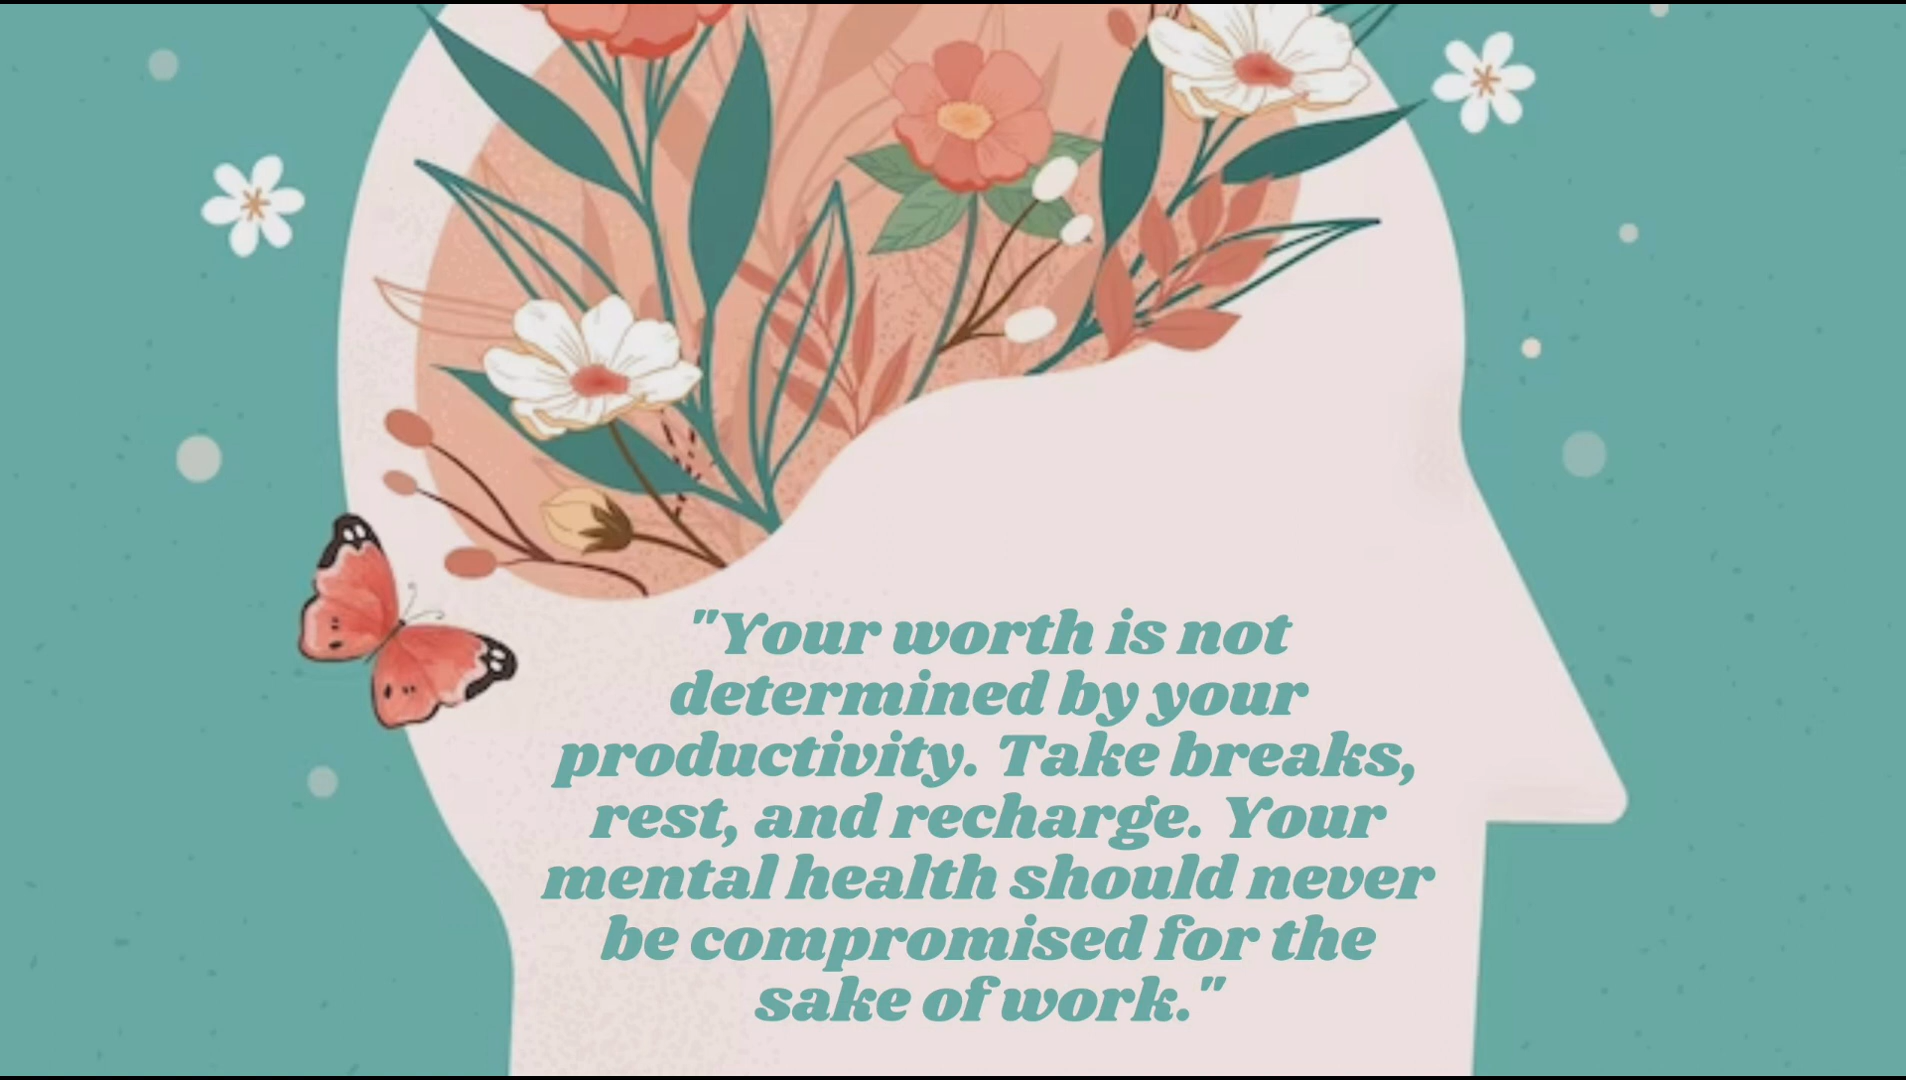 "Your worth is not
determined by your
productivity. Take breaks,
rest, and recharge. Your
mental health should never
be compromised for the
sake of work."